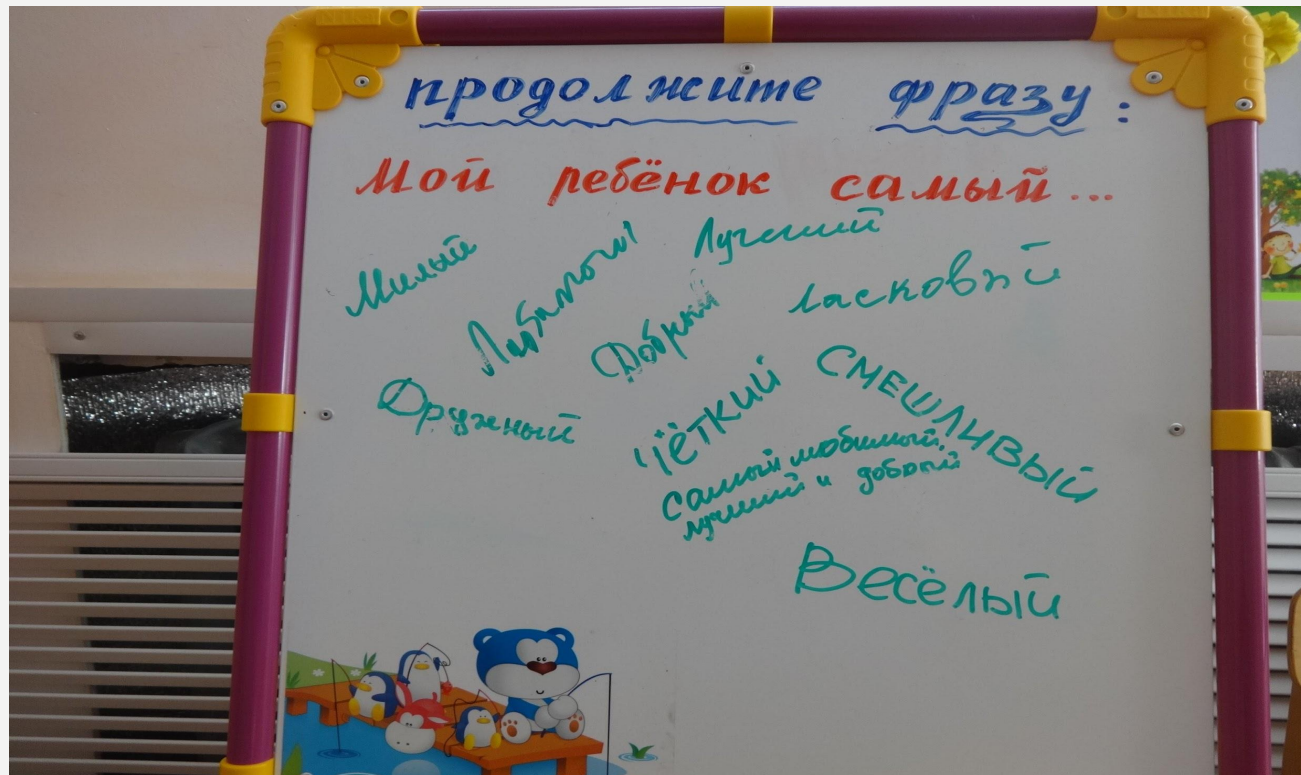 продолжите фразу:
Мой ребёнок самый...
Милый
Любимый
Лучший
Добрый
ласковый
Дружный
Чёткий
СМЕШЛИВЫЙ
самый любимый,
лучший и добрый
Весёлый